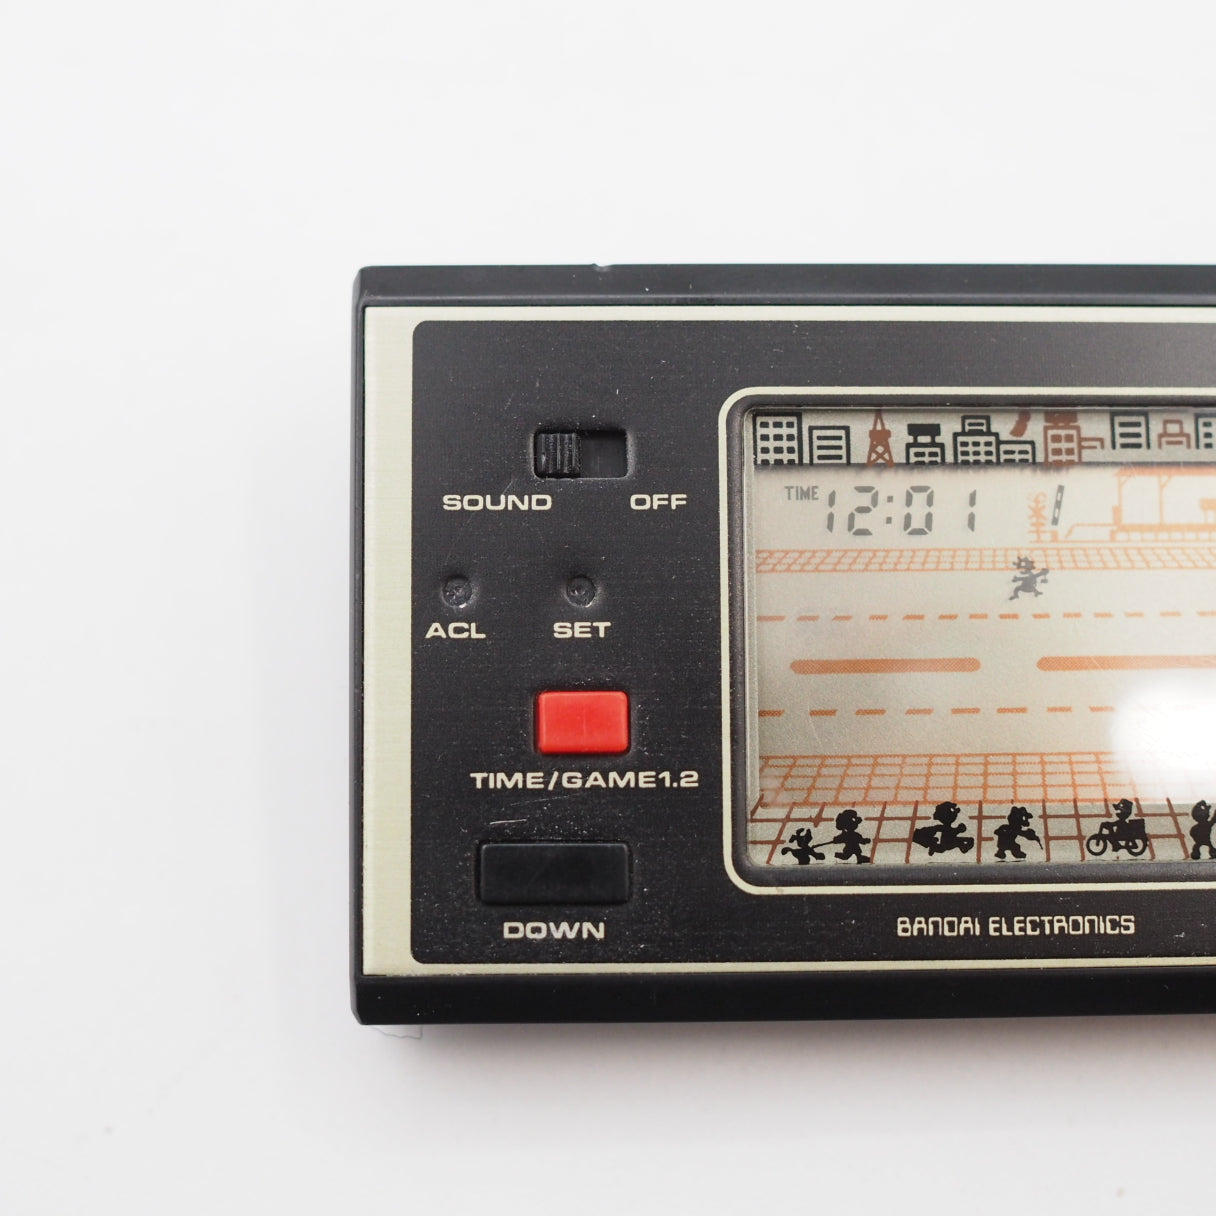 SOUND OFF
TIME 12:01
ACL SET
TIME/GAME1.2
DOWN
BANDAI ELECTRONICS